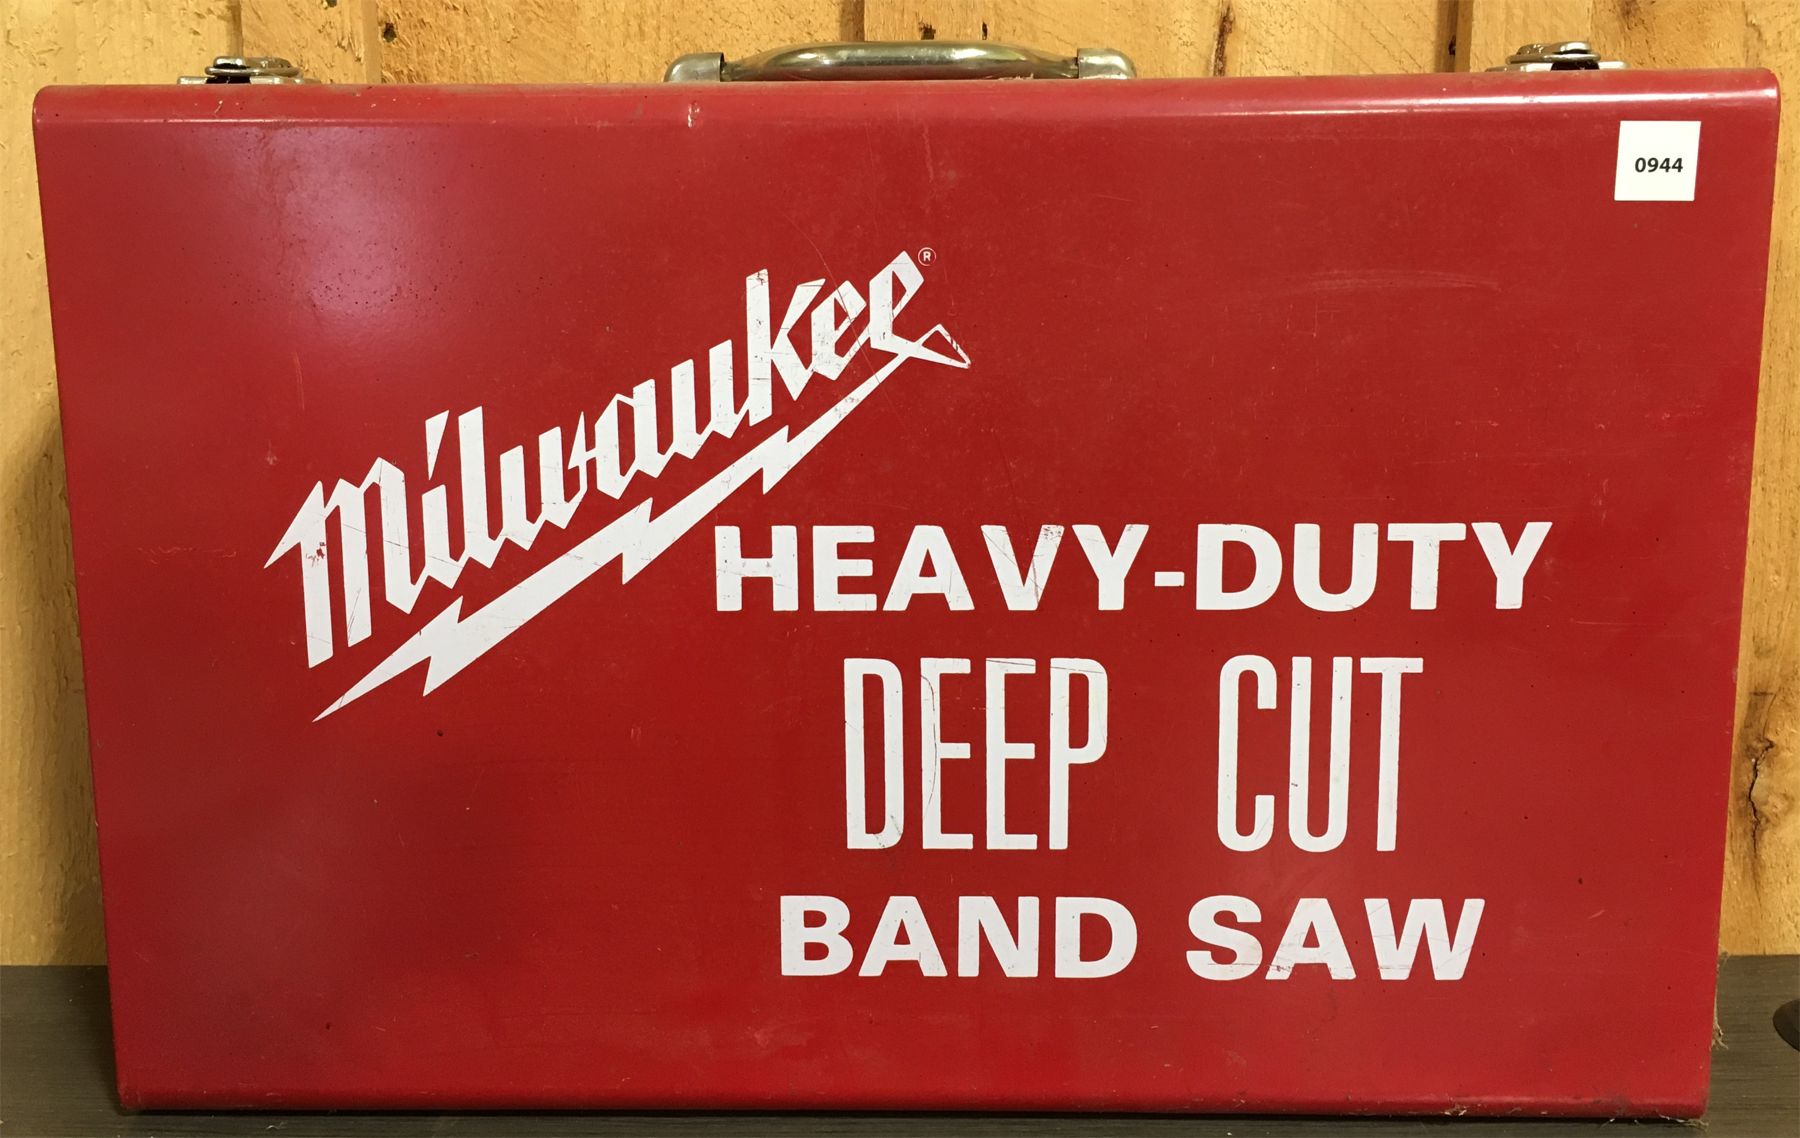 0944
Milwaukee®
HEAVY-DUTY
DEEP CUT
BAND SAW